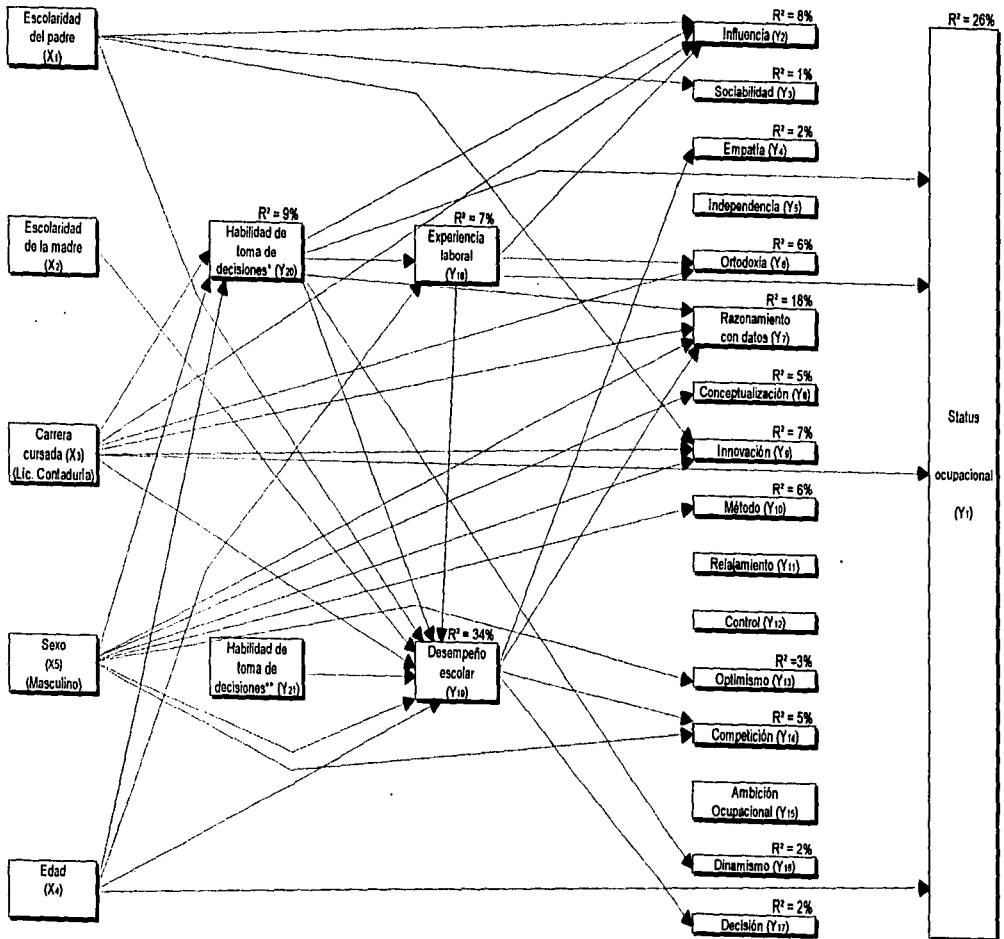 Escolaridad
del padre
(X1)
Escolaridad
de la madre
(X2)
Carrera
cursada (X3)
(Lic. Contaduría)
Sexo
(X5)
(Masculino)
Edad
(X4)
R² = 9%
Habilidad de
toma de
decisiones* (Y20)
Habilidad de
toma de
decisiones** (Y21)
R² = 7%
Experiencia
laboral
(Y18)
R² = 34%
Desempeño
escolar
(Y19)
R² = 8%
Influencia (Y2)
R² = 1%
Sociabilidad (Y3)
R² = 2%
Empatía (Y4)
Independencia (Y5)
R² = 6%
Ortodoxia (Y6)
R² = 18%
Razonamiento
con datos (Y7)
R² = 5%
Conceptualización (Y8)
R² = 7%
Innovación (Y9)
R² = 6%
Método (Y10)
Relajamiento (Y11)
Control (Y12)
R² =3%
Optimismo (Y13)
R² = 5%
Competición (Y14)
Ambición
Ocupacional (Y15)
R² = 2%
Dinamismo (Y16)
R² = 2%
Decisión (Y17)
R² = 26%
Status
ocupacional
(Y1)